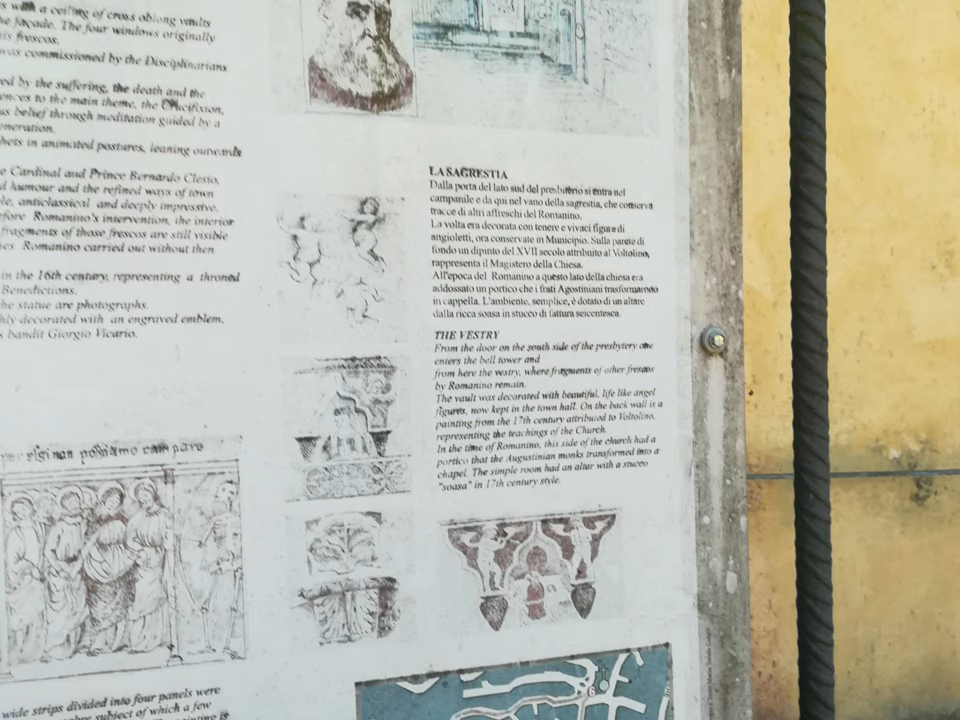 with a ceiling of cross oblong vaults
façade. The four windows originally
frescos.
was commissioned by the Disciplinarians
by the suffering, the death and the
to the main theme, the Crucifixion,
belief through meditation guided by a
in animated postures, leaning outwards
Cardinal and Prince Bernardo Clesio,
humour and the refined ways of town
anticlassical and deeply impressive.
Romanino's intervention, the interior
fragments of those frescos are still visible
Romanino carried out without then
in the 16th century, representing a throned
Benedictions.
statue are photographs.
decorated with an engraved emblem,
bandit Giorgio Vicario.
LA SAGRESTIA
Dalla porta del lato sud del presbiterio si entra nel
campanile e da qui nel vano della sagrestia, che conserva
tracce di altri affreschi del Romanino.
La volta era decorata con tenere e vivaci figure di
angioletti, ora conservate in Municipio. Sulla parete di
fondo un dipinto del XVII secolo attribuito al Voltolino,
rappresenta il Magistero della Chiesa.
All'epoca del Romanino a questo lato della chiesa era
addossato un portico che i frati Agostiniani trasformarono
in cappella. L'ambiente, semplice, è dotato di un altare
dalla ricca soasa in stucco di fattura seicentesca.
THE VESTRY
From the door on the south side of the presbytery one
enters the bell tower and
from here the vestry, where fragments of other frescos
by Romanino remain.
The vault was decorated with beautiful, life like angel
figures, now kept in the town hall. On the back wall is a
painting from the 17th century attributed to Voltolino,
representing the teachings of the Church.
In the time of Romanino, this side of the church had a
portico that the Augustinian monks transformed into a
chapel. The simple room had an altar with a stucco
"soasa" in 17th century style.
wide strips divided into four panels were
subject of which a few
6